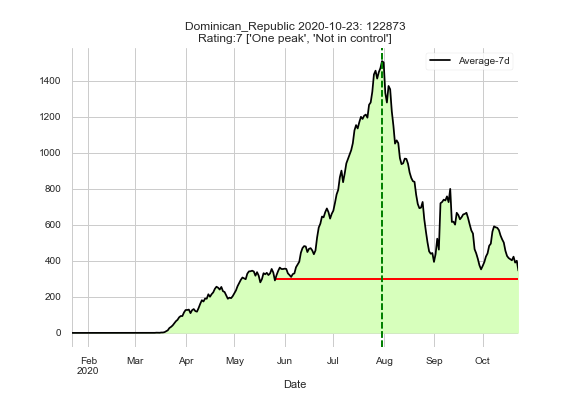 Dominican_Republic 2020-10-23: 122873
Rating:7 ['One peak', 'Not in control']
Average-7d
1400
1200
1000
800
600
400
200
0
Feb Mar Apr May Jun Jul Aug Sep Oct
2020
Date